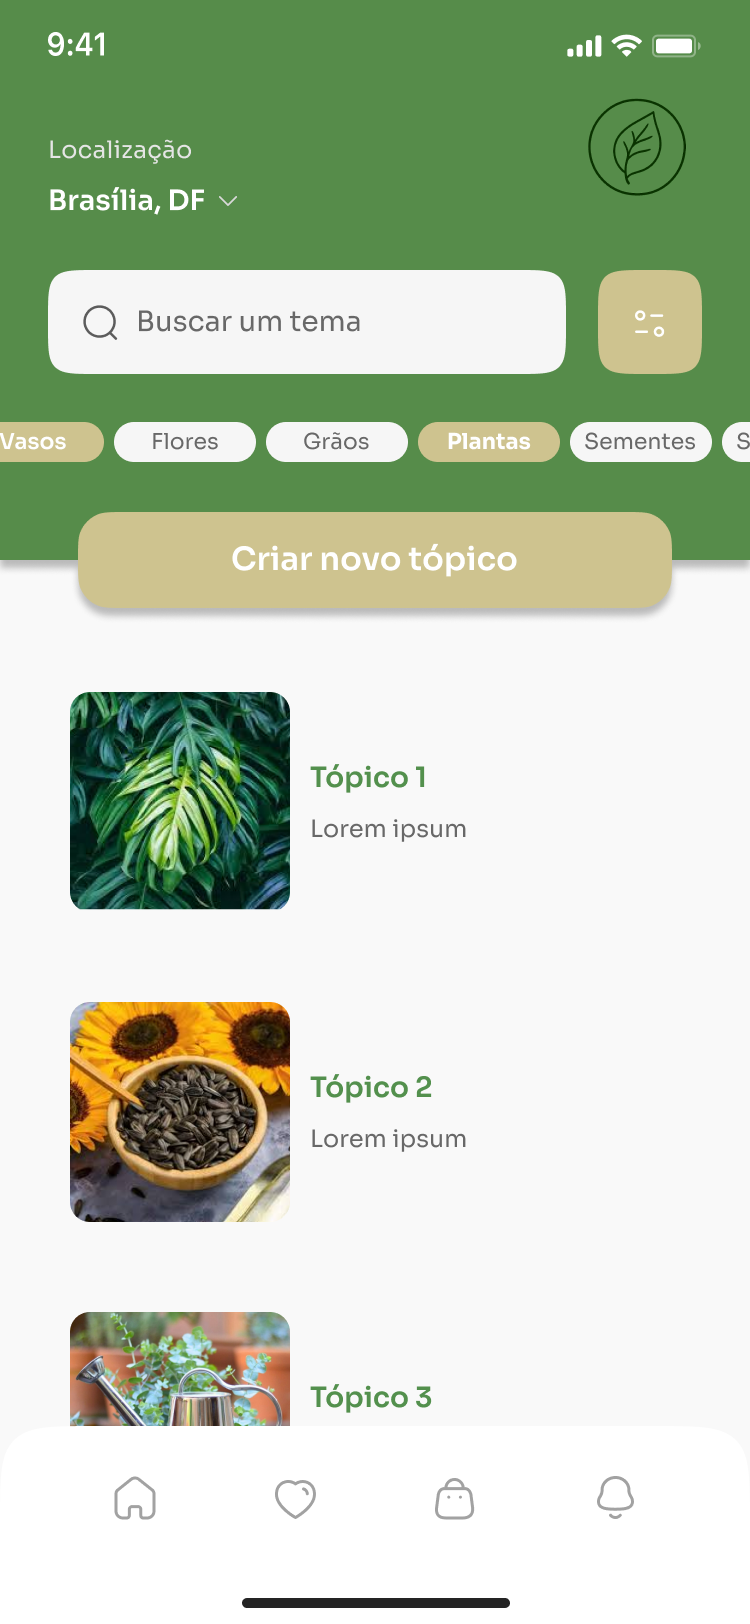 9:41
Localização
Brasília, DF
Buscar um tema
Vasos Flores Grãos Plantas Sementes S
Criar novo tópico
Tópico 1
Lorem ipsum
Tópico 2
Lorem ipsum
Tópico 3